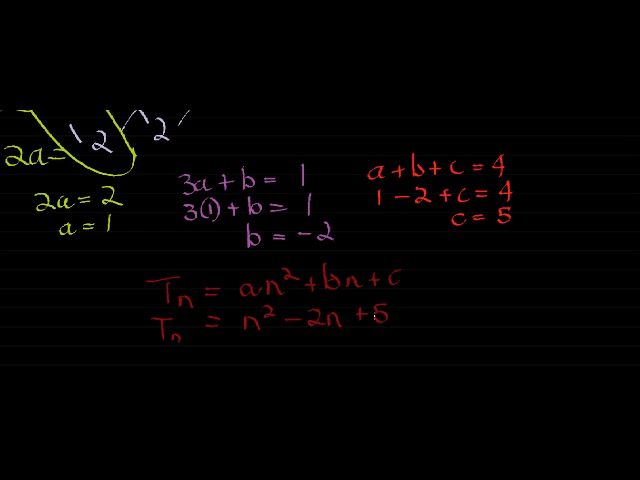 2 2
2a=
2a = 2
a = 1
3a + b = 1
3(1) + b = 1
b = -2
a + b + c = 4
1 - 2 + c = 4
c = 5
Tₙ = an² + bn + c
Tₙ = n² - 2n + 5